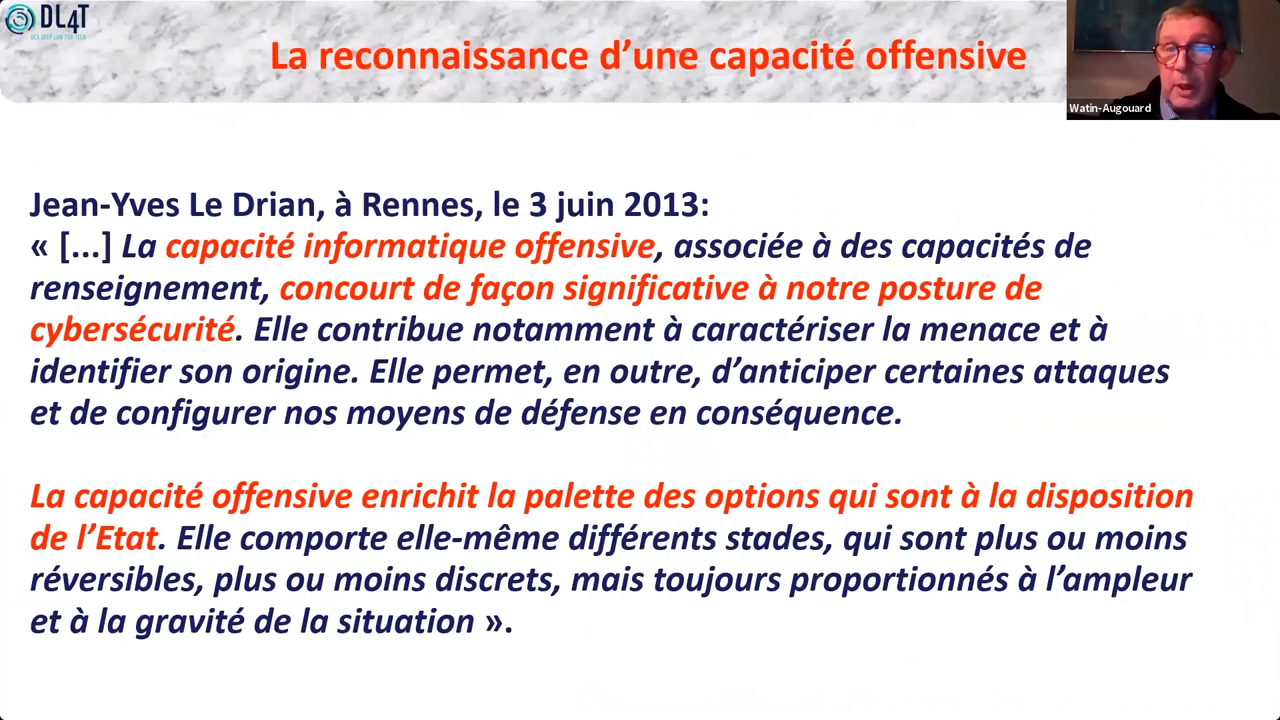 DL4T
UCA DEEP LAW FOR TECH
La reconnaissance d’une capacité offensive
Watin-Augouard
Jean-Yves Le Drian, à Rennes, le 3 juin 2013:
« [...] La capacité informatique offensive, associée à des capacités de
renseignement, concourt de façon significative à notre posture de
cybersécurité. Elle contribue notamment à caractériser la menace et à
identifier son origine. Elle permet, en outre, d’anticiper certaines attaques
et de configurer nos moyens de défense en conséquence.
La capacité offensive enrichit la palette des options qui sont à la disposition
de l’Etat. Elle comporte elle-même différents stades, qui sont plus ou moins
réversibles, plus ou moins discrets, mais toujours proportionnés à l’ampleur
et à la gravité de la situation ».